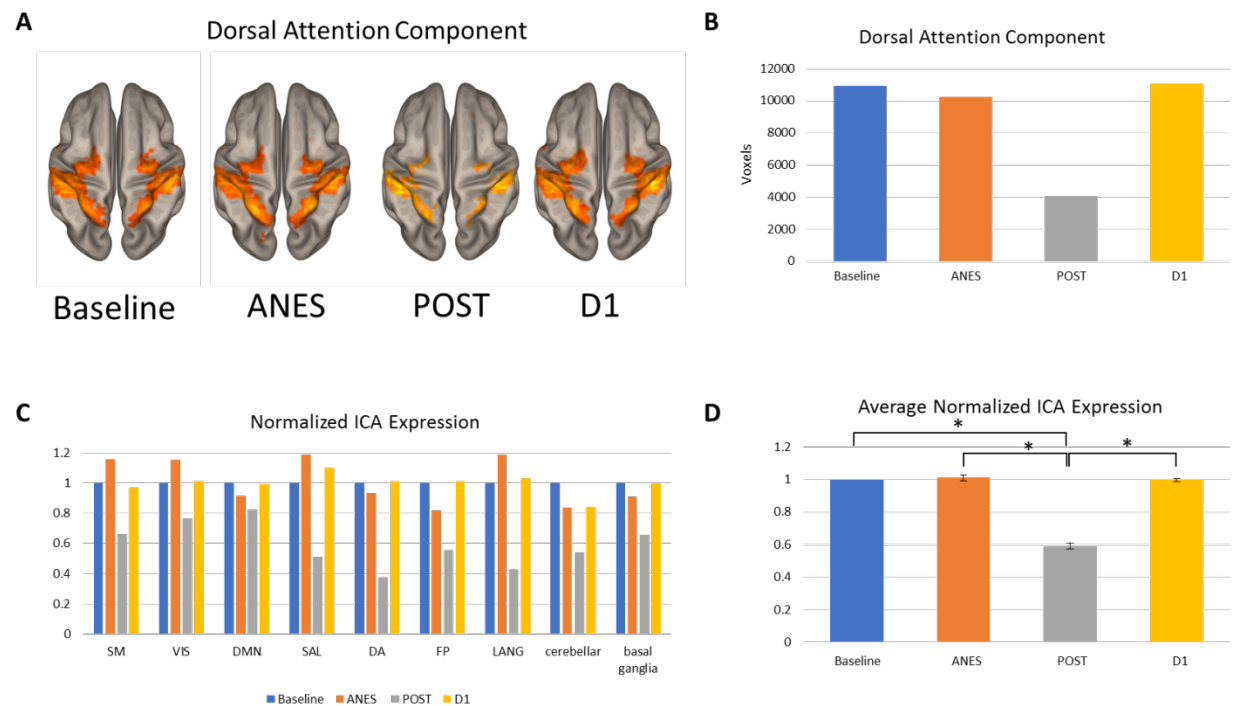 A
Dorsal Attention Component
Baseline
ANES
POST
D1
B
Dorsal Attention Component
Voxels
12000
10000
8000
6000
4000
2000
0
Baseline
ANES
POST
D1
C
Normalized ICA Expression
1.2
1
0.8
0.6
0.4
0.2
0
SM
VIS
DMN
SAL
DA
FP
LANG
cerebellar
basal
ganglia
Baseline
ANES
POST
D1
D
Average Normalized ICA Expression
*
*
*
1.2
1
0.8
0.6
0.4
0.2
0
Baseline
ANES
POST
D1